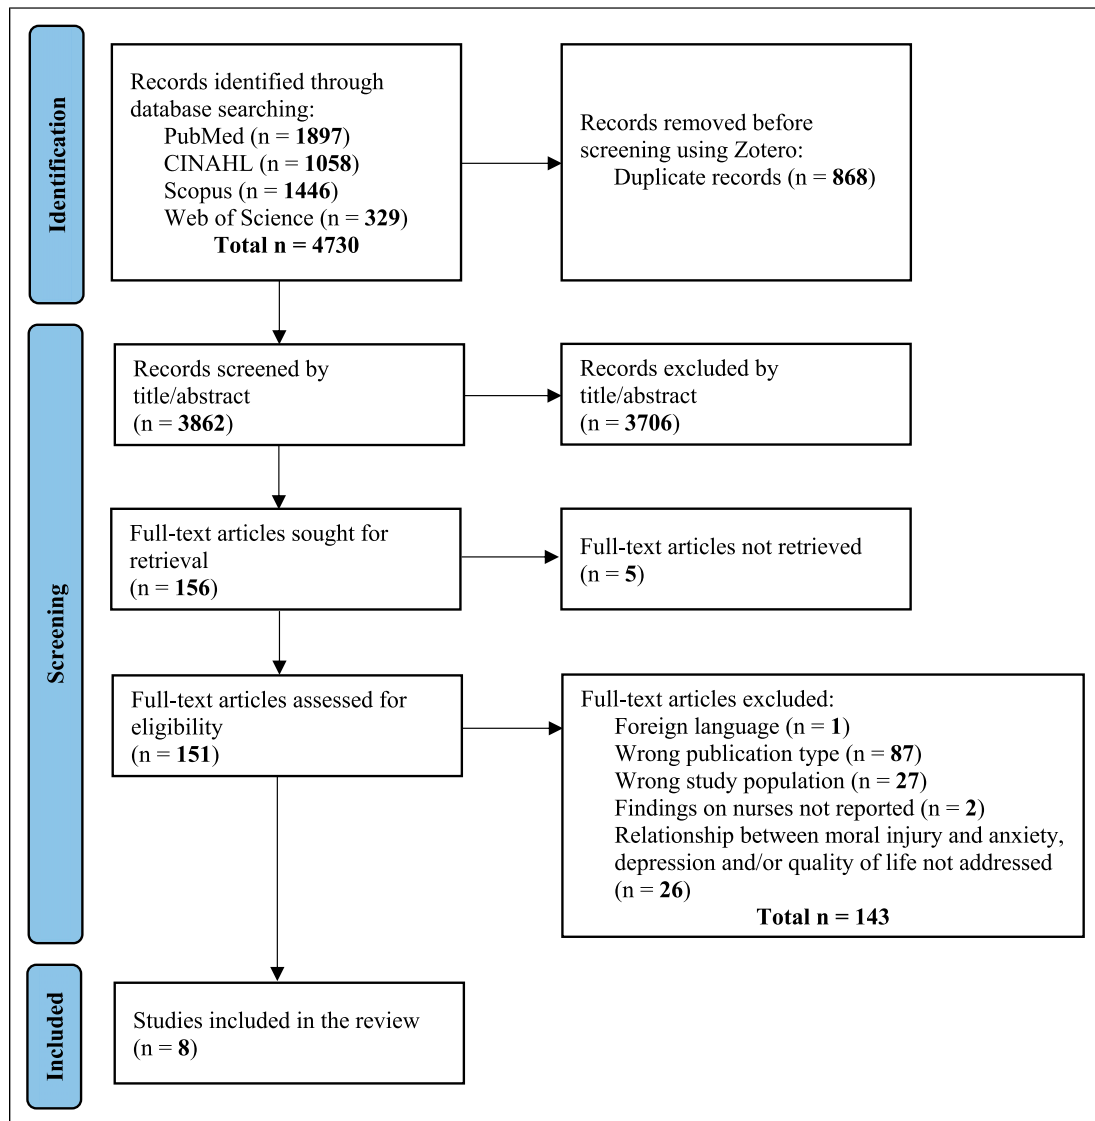 Identification
Records identified through
database searching:
PubMed (n = 1897)
CINAHL (n = 1058)
Scopus (n = 1446)
Web of Science (n = 329)
Total n = 4730
Records removed before
screening using Zotero:
Duplicate records (n = 868)
Screening
Records screened by
title/abstract
(n = 3862)
Records excluded by
title/abstract
(n = 3706)
Full-text articles sought for
retrieval
(n = 156)
Full-text articles not retrieved
(n = 5)
Full-text articles assessed for
eligibility
(n = 151)
Full-text articles excluded:
Foreign language (n = 1)
Wrong publication type (n = 87)
Wrong study population (n = 27)
Findings on nurses not reported (n = 2)
Relationship between moral injury and anxiety,
depression and/or quality of life not addressed
(n = 26)
Total n = 143
Included
Studies included in the review
(n = 8)